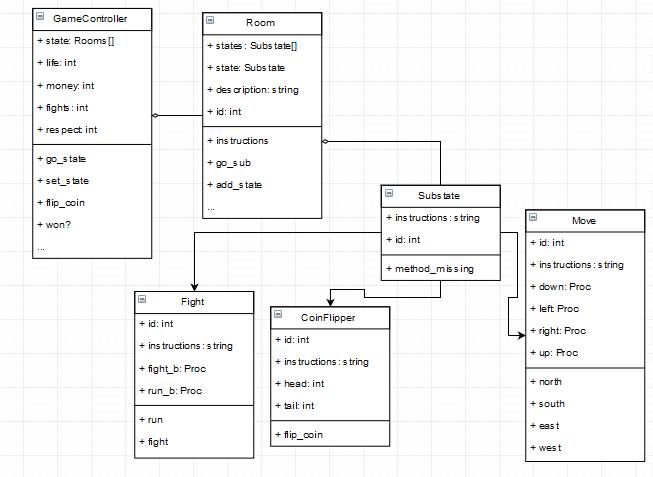 GameController
+ state: Rooms[]
+ life: int
+ money: int
+ fights: int
+ respect: int
+ go_state
+ set_state
+ flip_coin
+ won?
...
Room
+ states: Substate[]
+ state: Substate
+ description: string
+ id: int
+ instructions
+ go_sub
+ add_state
...
Substate
+ instructions: string
+ id: int
+ method_missing
Move
+ id: int
+ instructions: string
+ down: Proc
+ left: Proc
+ right: Proc
+ up: Proc
+ north
+ south
+ east
+ west
Fight
+ id: int
+ instructions: string
+ fight_b: Proc
+ run_b: Proc
+ run
+ fight
CoinFlipper
+ id: int
+ instructions: string
+ head: int
+ tail: int
+ flip_coin